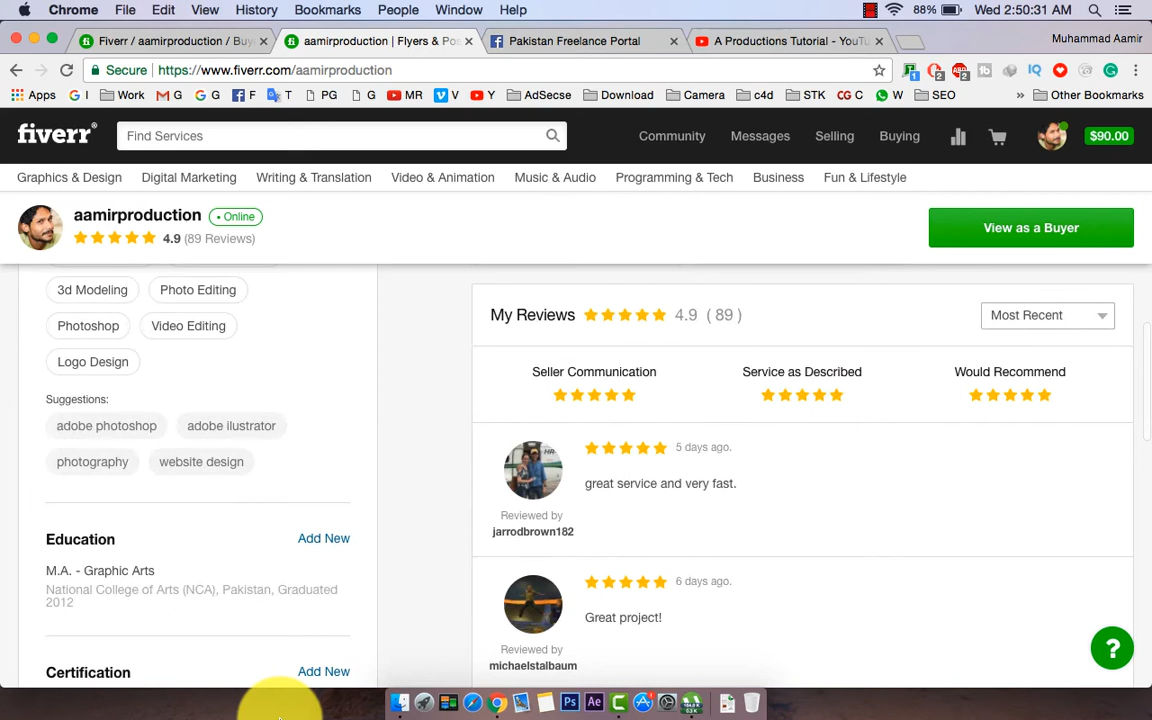 Chrome File Edit View History Bookmarks People Window Help 88% Wed 2:50:31 AM
Fiverr / aamirproduction / Buye × aamirproduction | Flyers & Pos × Pakistan Freelance Portal × A Productions Tutorial - YouTu × Muhammad Aamir
Secure https://www.fiverr.com/aamirproduction
Apps G I Work G G F T PG G MR V Y AdSecse Download Camera c4d STK CG C W SEO » Other Bookmarks
fiverr® Find Services Community Messages Selling Buying $90.00
Graphics & Design Digital Marketing Writing & Translation Video & Animation Music & Audio Programming & Tech Business Fun & Lifestyle
aamirproduction • Online
4.9 (89 Reviews)
View as a Buyer
3d Modeling Photo Editing
Photoshop Video Editing
Logo Design
Suggestions:
adobe photoshop adobe ilustrator
photography website design
Education Add New
M.A. - Graphic Arts
National College of Arts (NCA), Pakistan, Graduated
2012
Certification Add New
My Reviews 4.9 ( 89 ) Most Recent
Seller Communication Service as Described Would Recommend
5 days ago.
great service and very fast.
Reviewed by
jarrodbrown182
6 days ago.
Great project!
Reviewed by
michaelstalbaum
?
Ps Ae C